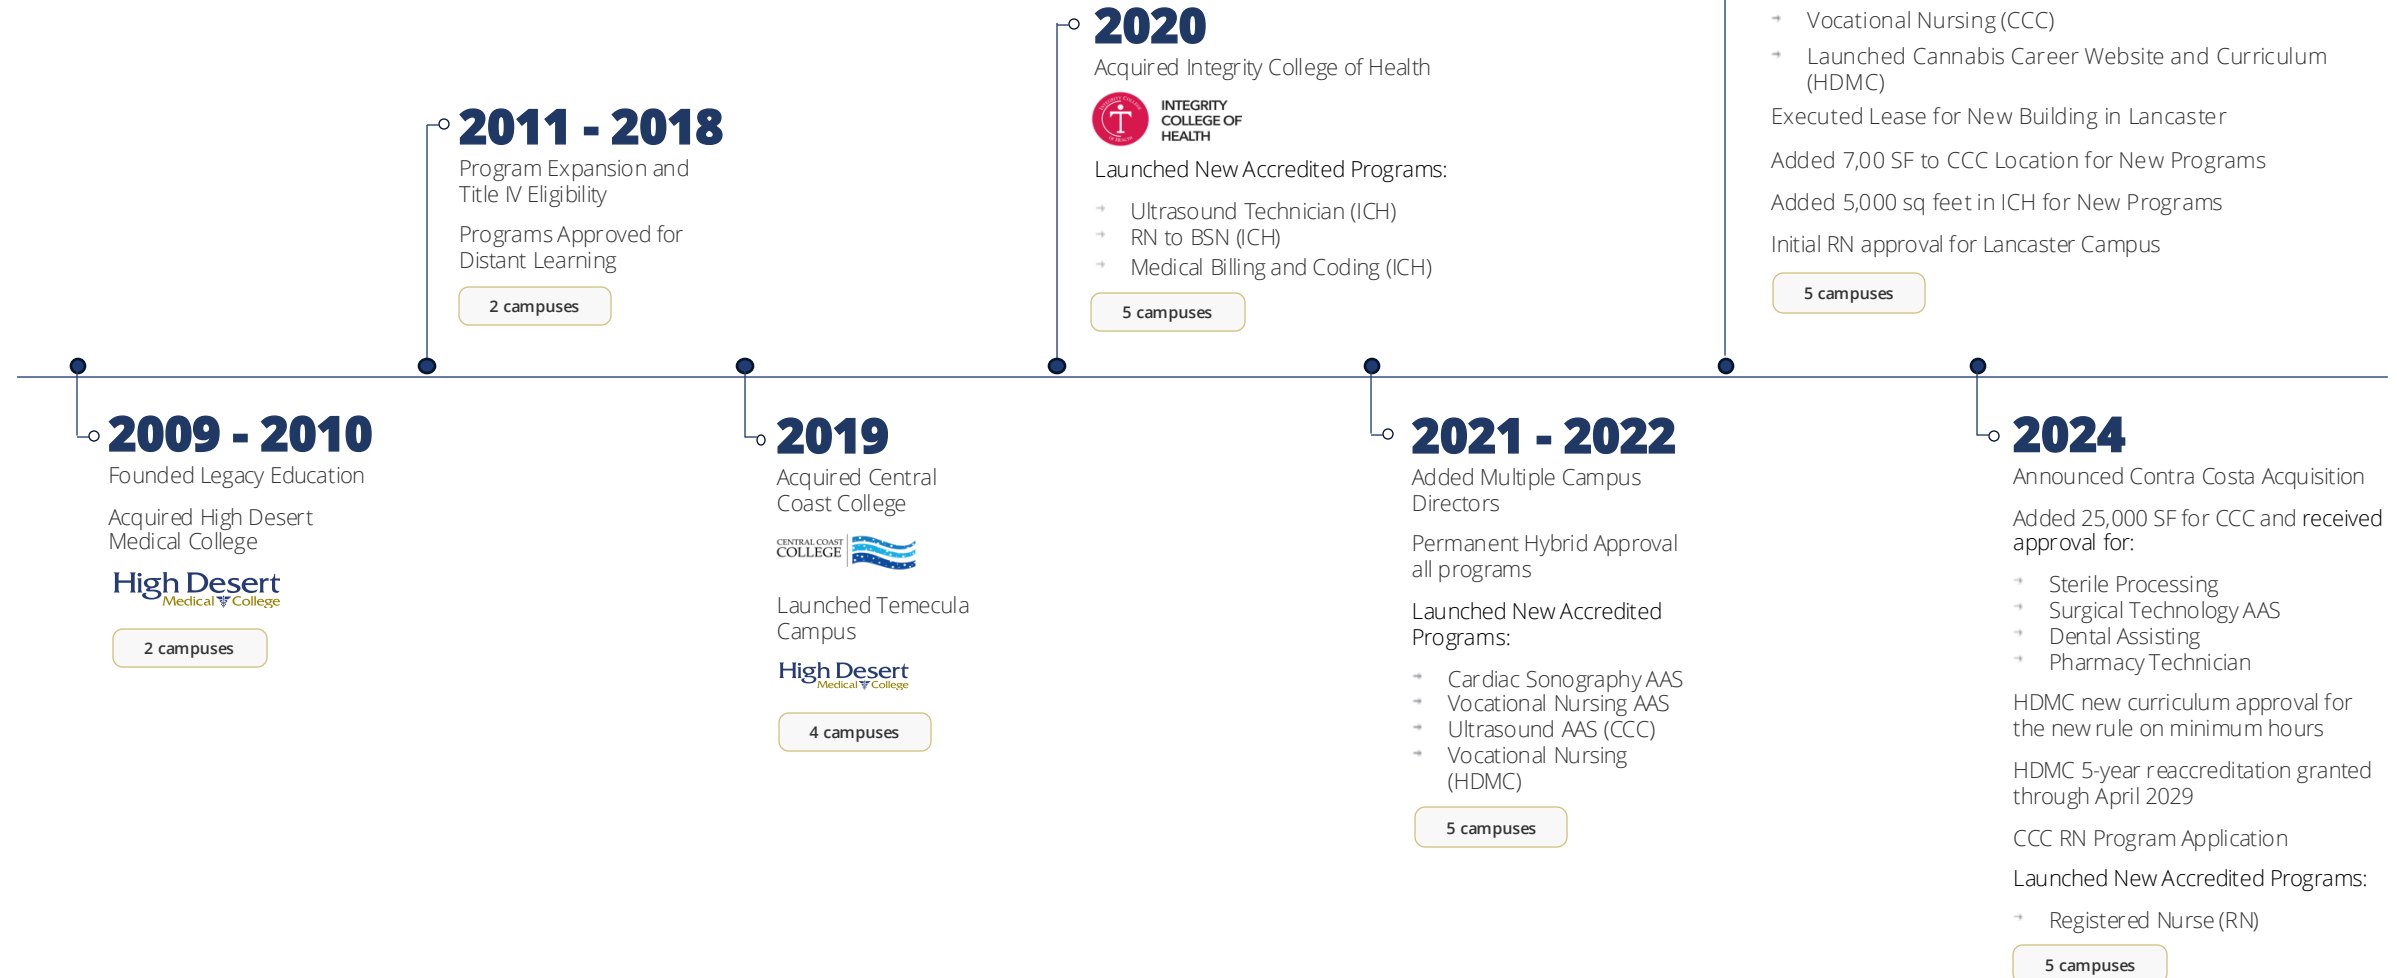 2009 - 2010
Founded Legacy Education
Acquired High Desert
Medical College
High Desert
Medical College
2 campuses
2011 - 2018
Program Expansion and
Title IV Eligibility
Programs Approved for
Distant Learning
2 campuses
2019
Acquired Central
Coast College
CENTRAL COAST
COLLEGE
Launched Temecula
Campus
High Desert
Medical College
4 campuses
2020
Acquired Integrity College of Health
INTEGRITY
COLLEGE OF
HEALTH
Launched New Accredited Programs:
Ultrasound Technician (ICH)
RN to BSN (ICH)
Medical Billing and Coding (ICH)
5 campuses
2021 - 2022
Added Multiple Campus
Directors
Permanent Hybrid Approval
all programs
Launched New Accredited
Programs:
Cardiac Sonography AAS
Vocational Nursing AAS
Ultrasound AAS (CCC)
Vocational Nursing
(HDMC)
5 campuses
Vocational Nursing (CCC)
Launched Cannabis Career Website and Curriculum
(HDMC)
Executed Lease for New Building in Lancaster
Added 7,00 SF to CCC Location for New Programs
Added 5,000 sq feet in ICH for New Programs
Initial RN approval for Lancaster Campus
5 campuses
2024
Announced Contra Costa Acquisition
Added 25,000 SF for CCC and received
approval for:
Sterile Processing
Surgical Technology AAS
Dental Assisting
Pharmacy Technician
HDMC new curriculum approval for
the new rule on minimum hours
HDMC 5-year reaccreditation granted
through April 2029
CCC RN Program Application
Launched New Accredited Programs:
Registered Nurse (RN)
5 campuses